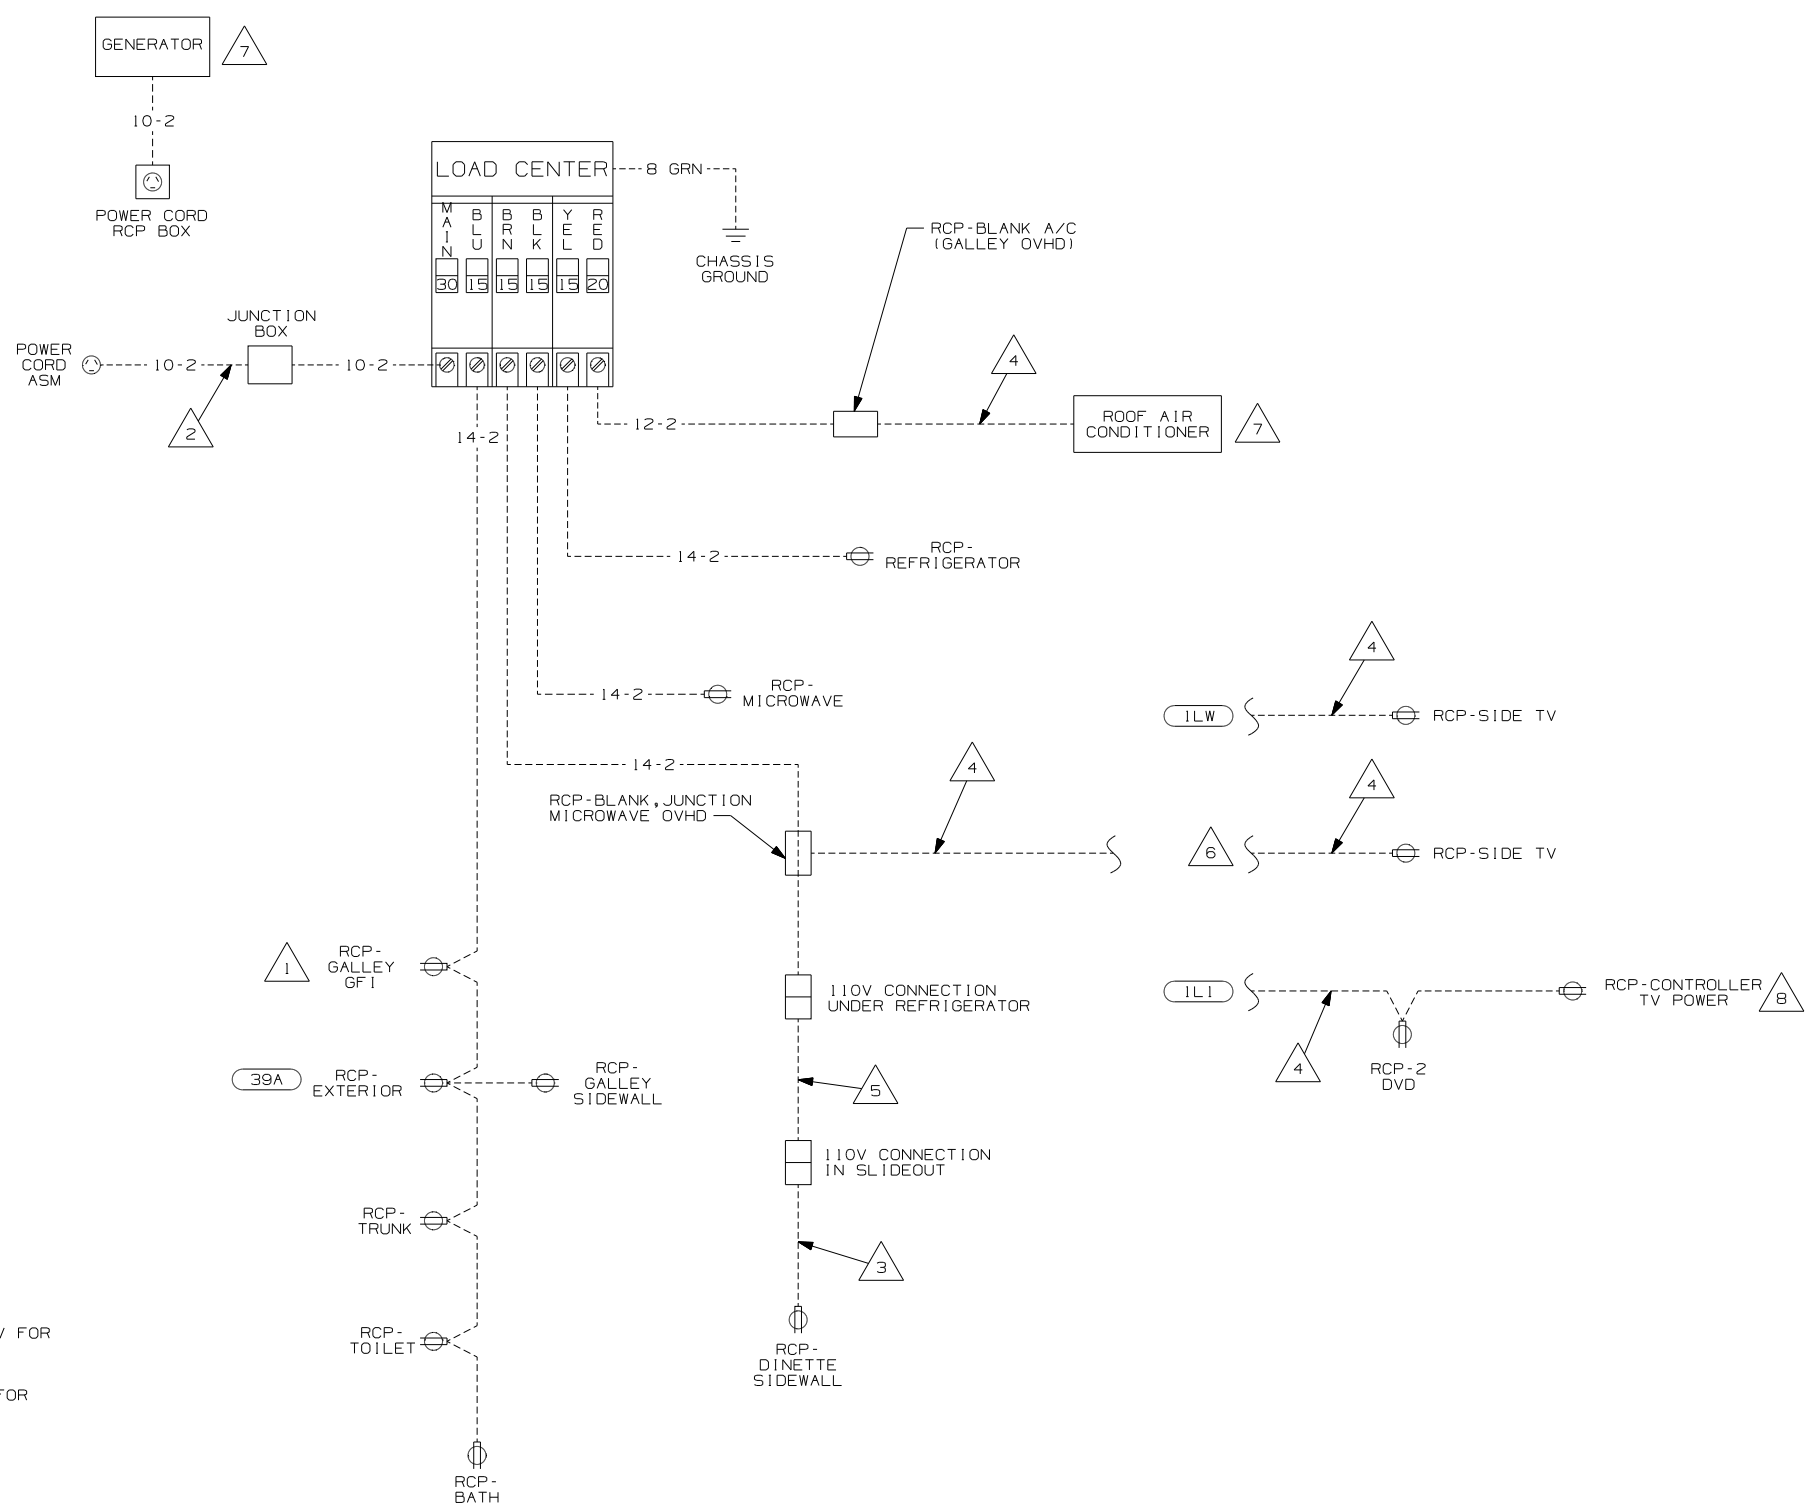 GENERATOR
7
10-2
POWER CORD
RCP BOX
LOAD CENTER
8 GRN
MAIN
BLU
BRN
BLK
YEL
RED
30
15
15
15
15
20
CHASSIS
GROUND
RCP-BLANK A/C
(GALLEY OVHD)
JUNCTION
BOX
POWER
CORD
ASM
10-2
10-2
2
4
14-2
12-2
ROOF AIR
CONDITIONER
7
14-2
RCP-
REFRIGERATOR
14-2
RCP-
MICROWAVE
4
1LW
RCP-SIDE TV
14-2
4
4
RCP-BLANK,JUNCTION
MICROWAVE OVHD
6
RCP-SIDE TV
1
RCP-
GALLEY
GFI
110V CONNECTION
UNDER REFRIGERATOR
1L1
RCP-CONTROLLER
TV POWER
8
4
RCP-2
DVD
39A
RCP-
EXTERIOR
RCP-
GALLEY
SIDEWALL
5
110V CONNECTION
IN SLIDEOUT
RCP-
TRUNK
3
FOR
RCP-
TOILET
RCP-
DINETTE
SIDEWALL
FOR
RCP-
BATH